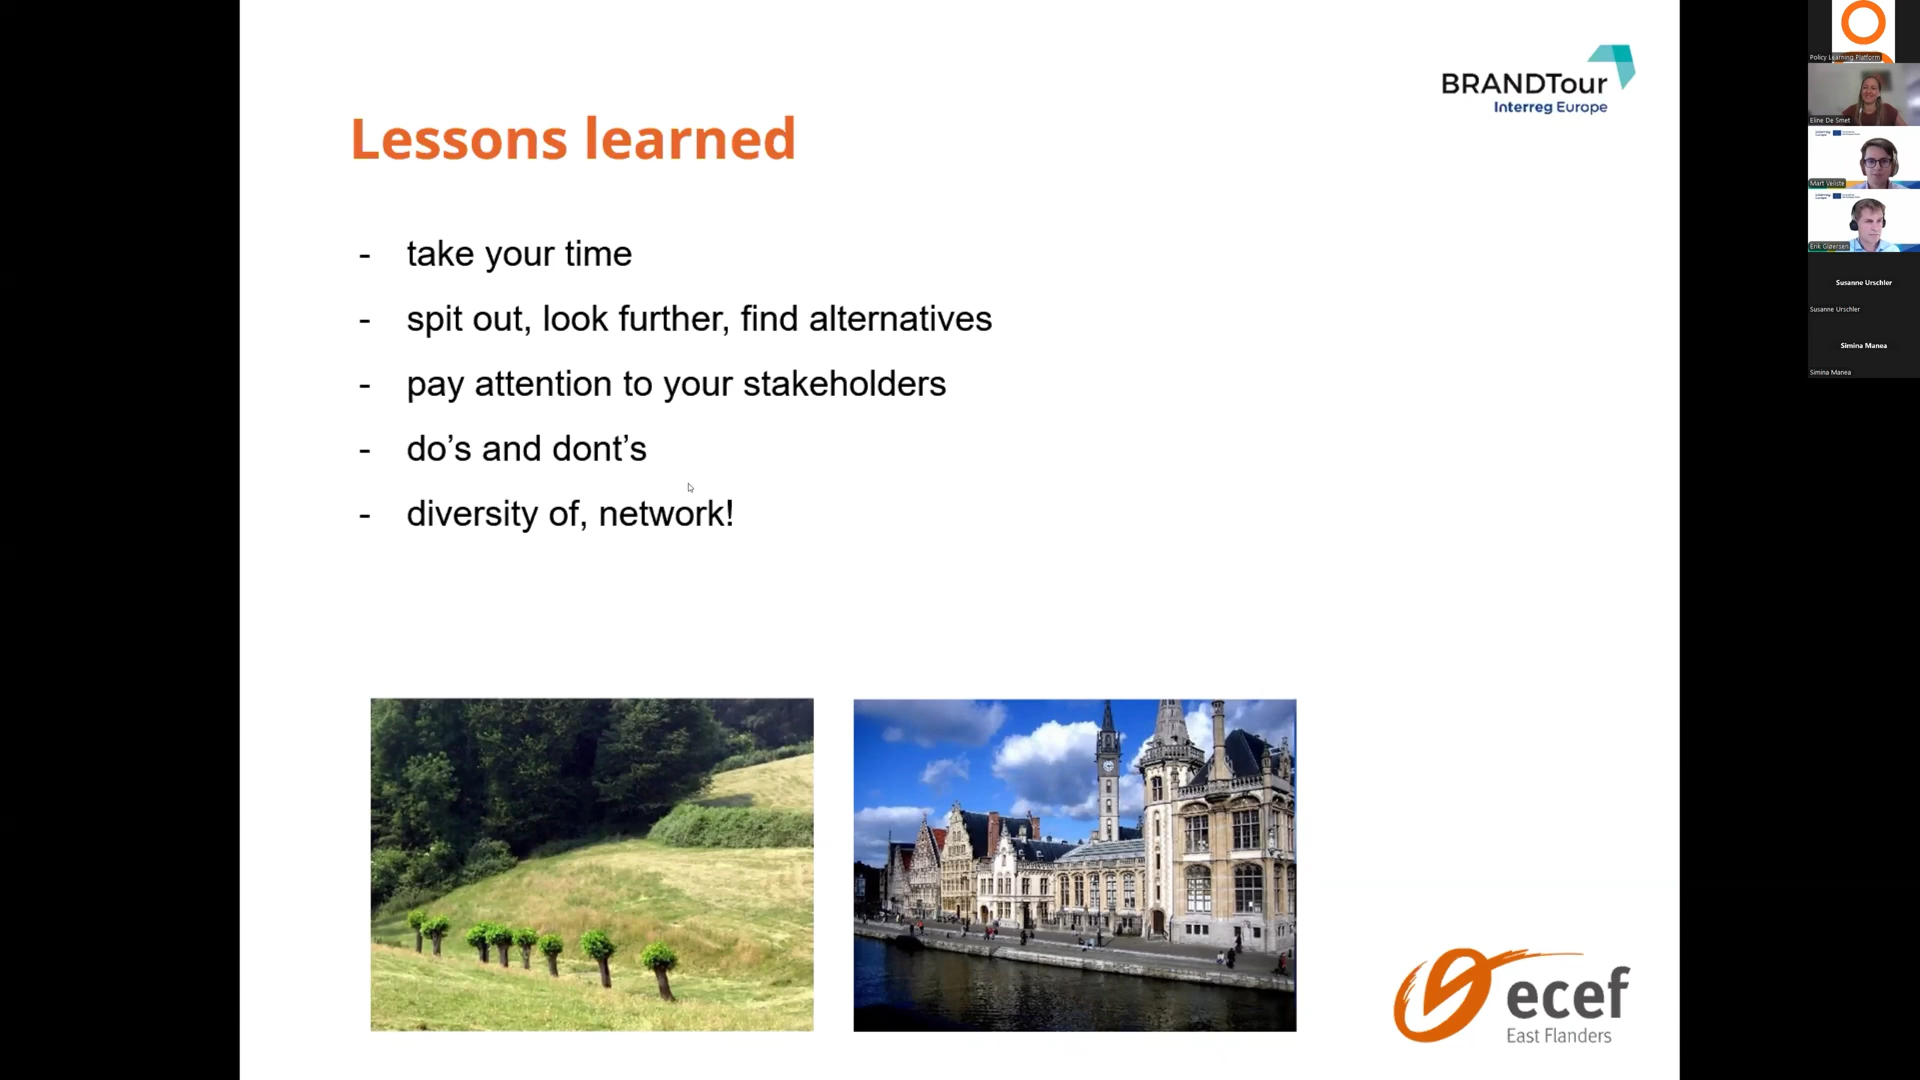 BRANDTour
Interreg Europe
Lessons learned
- take your time
- spit out, look further, find alternatives
- pay attention to your stakeholders
- do’s and dont’s
- diversity of, network!
ecef
East Flanders
Policy Learning Platform
Eline De Smet
Mart Veliste
Erik Gløersen
Susanne Urschler
Susanne Urschler
Simina Manea
Simina Manea